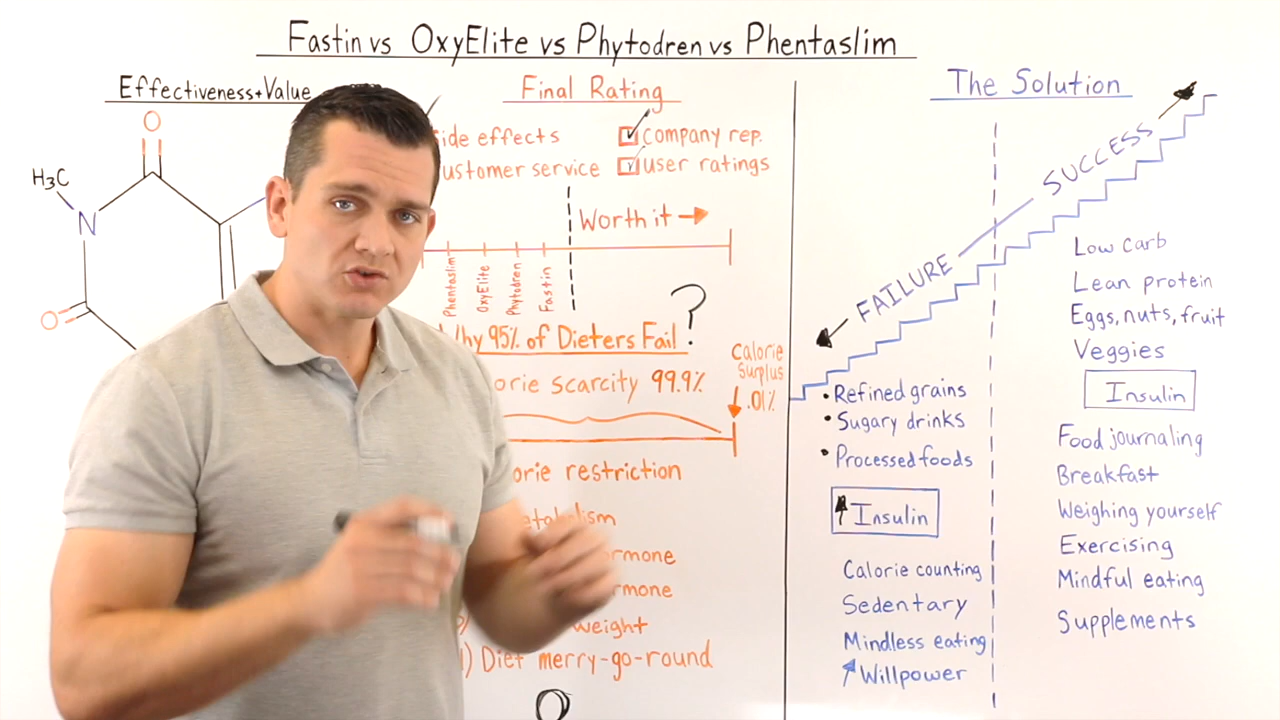 Fastin vs OxyElite vs Phytodren vs Phentaslim
Effectiveness+Value
H₃C
O
N
O
Final Rating
ide effects
company rep.
ustomer service
user ratings
Worth it →
Phentaslim
OxyElite
Phytodren
Fastin
hy 95% of Dieters Fail?
orie scarcity 99.9%
Calorie
Surplus
.01%
orie restriction
etabolism
ormone
ormone
weight
) Diet merry-go-round
The Solution
FAILURE
SUCCESS
• Refined grains
• Sugary drinks
• Processed foods
↑ Insulin
Calorie counting
Sedentary
Mindless eating
↑ Willpower
Low carb
Lean protein
Eggs, nuts, fruit
Veggies
Insulin
Food journaling
Breakfast
Weighing yourself
Exercising
Mindful eating
Supplements